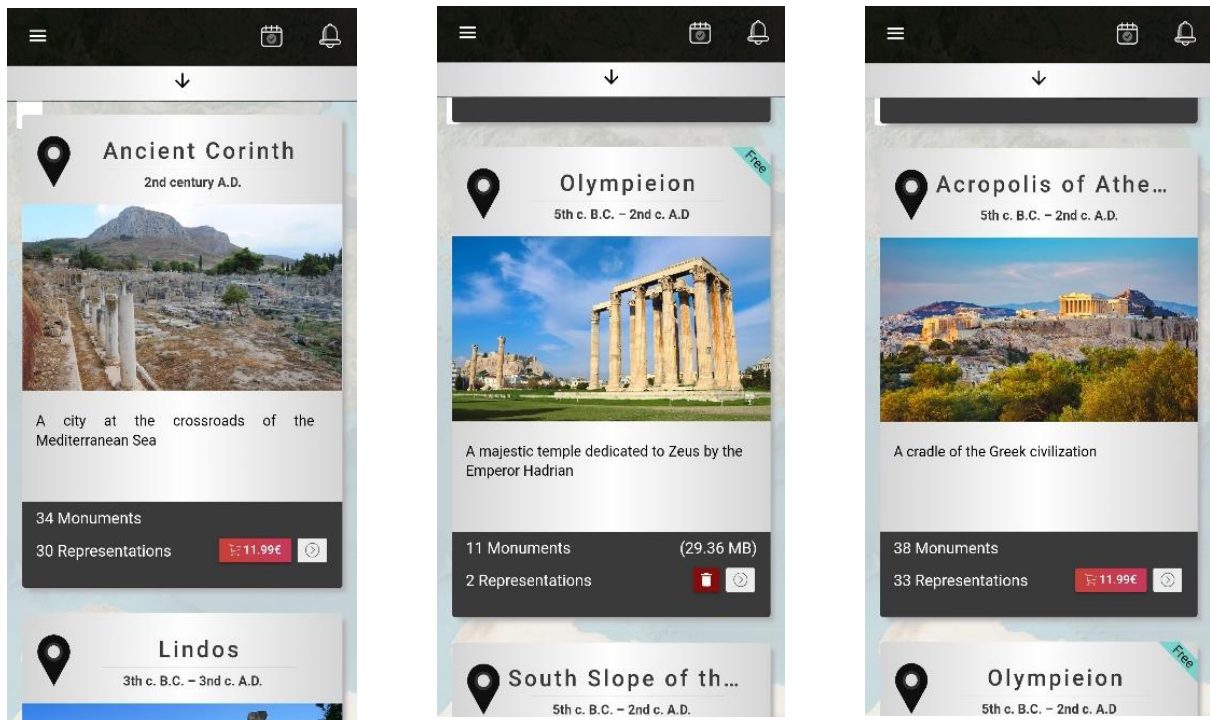 Ancient Corinth
2nd century A.D.
A city at the crossroads of the
Mediterranean Sea
34 Monuments
30 Representations
11.99€
Lindos
3th c. B.C. – 3nd c. A.D.
Free
Olympieion
5th c. B.C. – 2nd c. A.D
A majestic temple dedicated to Zeus by the
Emperor Hadrian
11 Monuments (29.36 MB)
2 Representations
South Slope of th...
5th c. B.C. – 2nd c. A.D.
Acropolis of Athe...
5th c. B.C. – 2nd c. A.D.
A cradle of the Greek civilization
38 Monuments
33 Representations
11.99€
Free
Olympieion
5th c. B.C. – 2nd c. A.D